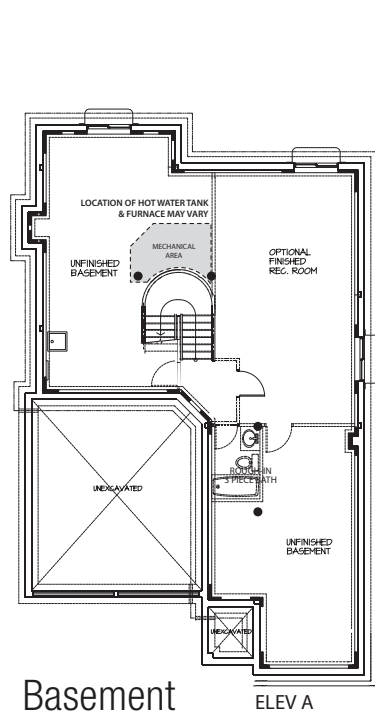 LOCATION OF HOT WATER TANK
& FURNACE MAY VARY
MECHANICAL
AREA
UNFINISHED
BASEMENT
OPTIONAL
FINISHED
REC. ROOM
UNEXCAVATED
ROUGH-IN
3 PIECE BATH
UNFINISHED
BASEMENT
UNEXCAVATED
Basement
ELEV A